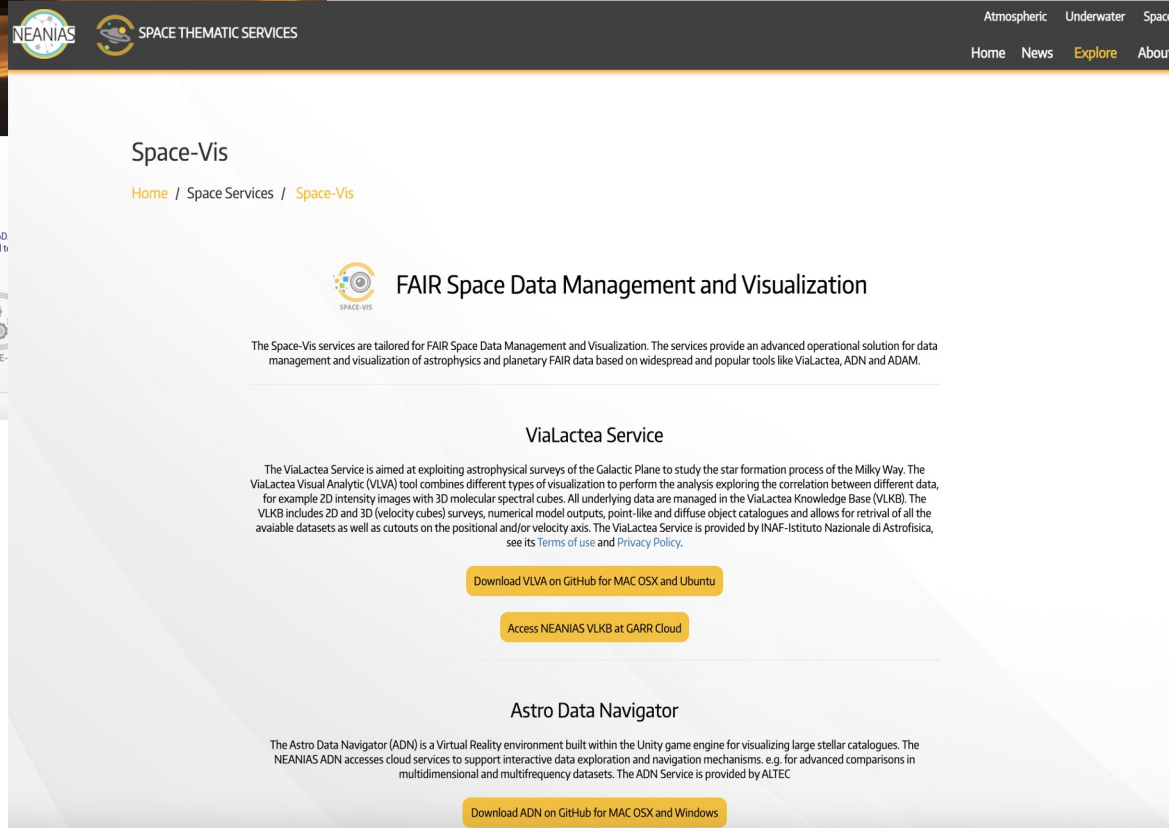 NEANIAS
SPACE THEMATIC SERVICES
Atmospheric Underwater Space
Home News Explore About
Space-Vis
Home / Space Services / Space-Vis
SPACE-VIS
FAIR Space Data Management and Visualization
The Space-Vis services are tailored for FAIR Space Data Management and Visualization. The services provide an advanced operational solution for data
management and visualization of astrophysics and planetary FAIR data based on widespread and popular tools like ViaLactea, ADN and ADAM.
ViaLactea Service
The ViaLactea Service is aimed at exploiting astrophysical surveys of the Galactic Plane to study the star formation process of the Milky Way. The
ViaLactea Visual Analytic (VLVA) tool combines different types of visualization to perform the analysis exploring the correlation between different data,
for example 2D intensity images with 3D molecular spectral cubes. All underlying data are managed in the ViaLactea Knowledge Base (VLKB). The
VLKB includes 2D and 3D (velocity cubes) surveys, numerical model outputs, point-like and diffuse object catalogues and allows for retrival of all the
avaiable datasets as well as cutouts on the positional and/or velocity axis. The ViaLactea Service is provided by INAF-Istituto Nazionale di Astrofisica,
see its Terms of use and Privacy Policy.
Download VLVA on GitHub for MAC OSX and Ubuntu
Access NEANIAS VLKB at GARR Cloud
Astro Data Navigator
The Astro Data Navigator (ADN) is a Virtual Reality environment built within the Unity game engine for visualizing large stellar catalogues. The
NEANIAS ADN accesses cloud services to support interactive data exploration and navigation mechanisms. e.g. for advanced comparisons in
multidimensional and multifrequency datasets. The ADN Service is provided by ALTEC
Download ADN on GitHub for MAC OSX and Windows